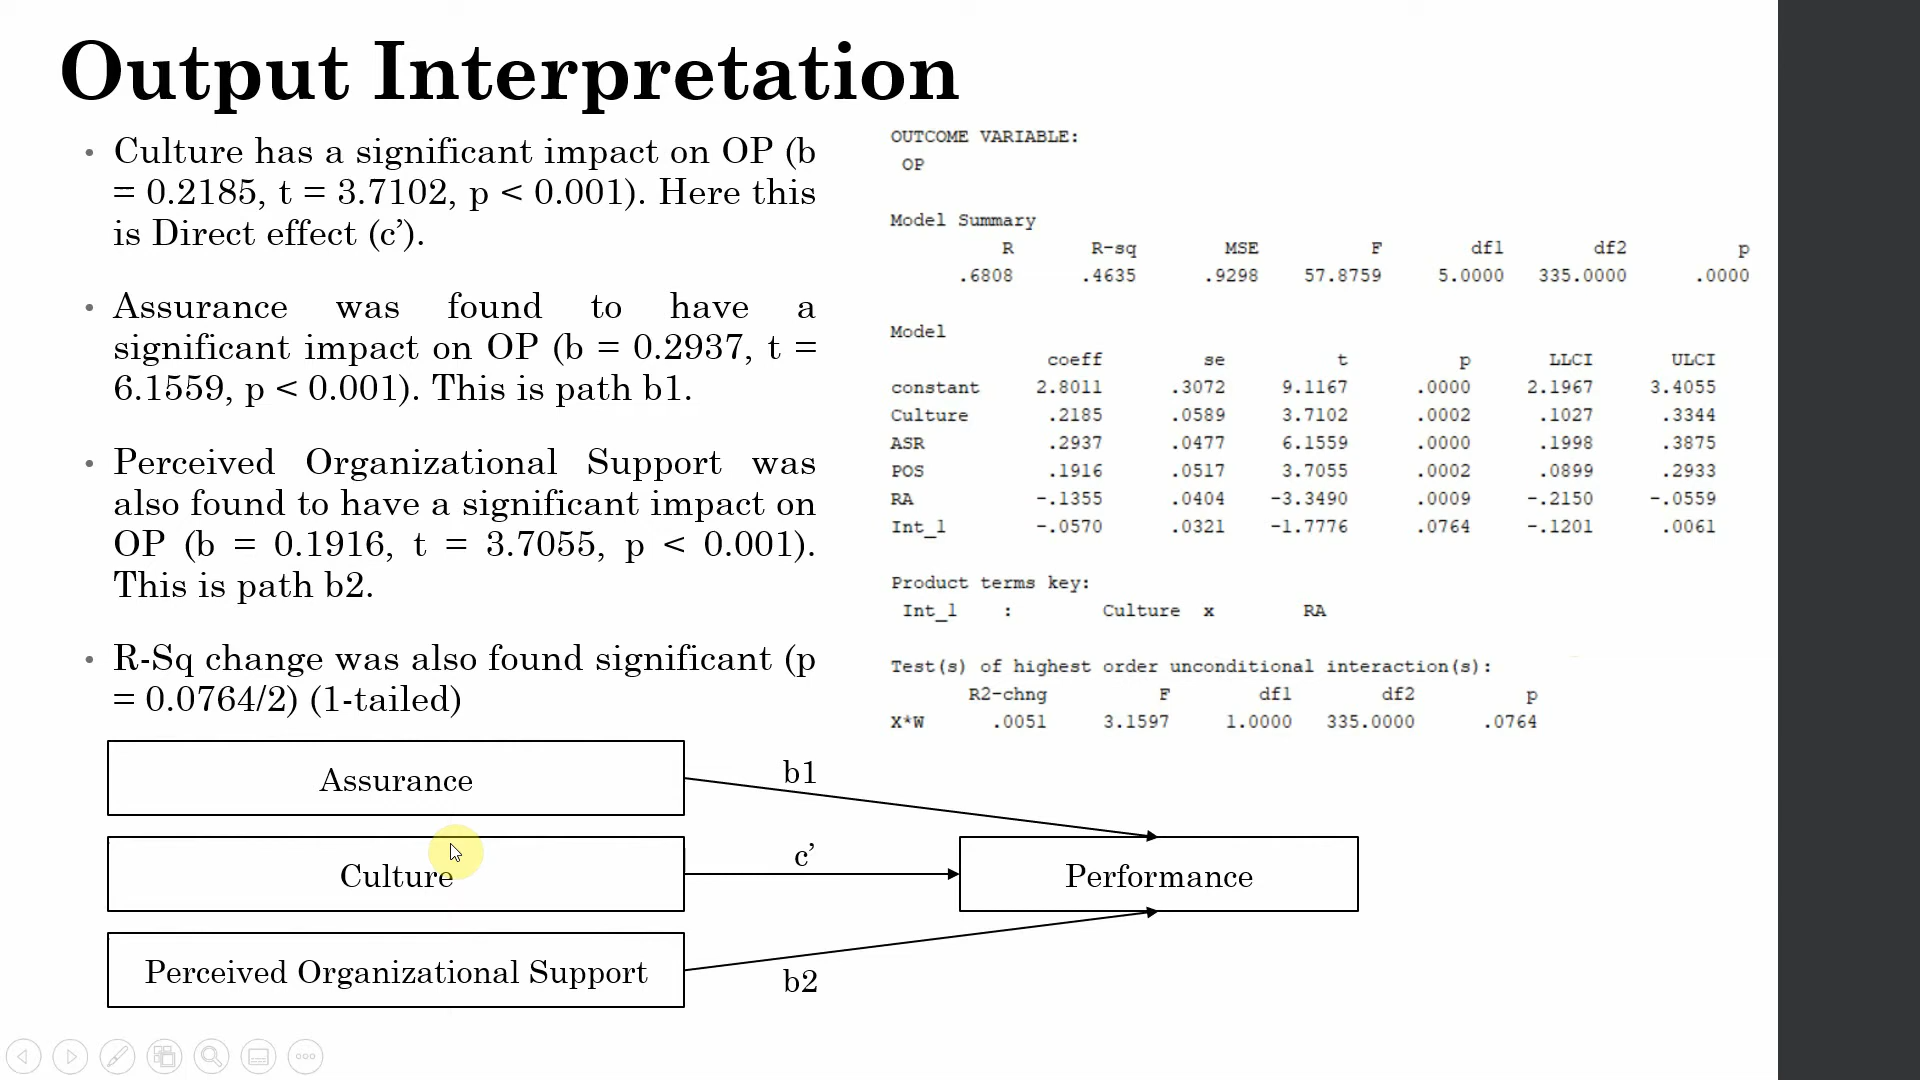 Output Interpretation
• Culture has a significant impact on OP (b
= 0.2185, t = 3.7102, p < 0.001). Here this
is Direct effect (c’).
• Assurance was found to have a
significant impact on OP (b = 0.2937, t =
6.1559, p < 0.001). This is path b1.
• Perceived Organizational Support was
also found to have a significant impact on
OP (b = 0.1916, t = 3.7055, p < 0.001).
This is path b2.
• R-Sq change was also found significant (p
= 0.0764/2) (1-tailed)
OUTCOME VARIABLE:
OP
Model Summary
R R-sq MSE F df1 df2 p
.6808 .4635 .9298 57.8759 5.0000 335.0000 .0000
Model
coeff se t p LLCI ULCI
constant 2.8011 .3072 9.1167 .0000 2.1967 3.4055
Culture .2185 .0589 3.7102 .0002 .1027 .3344
ASR .2937 .0477 6.1559 .0000 .1998 .3875
POS .1916 .0517 3.7055 .0002 .0899 .2933
RA -.1355 .0404 -3.3490 .0009 -.2150 -.0559
Int_1 -.0570 .0321 -1.7776 .0764 -.1201 .0061
Product terms key:
Int_1 : Culture x RA
Test(s) of highest order unconditional interaction(s):
R2-chng F df1 df2 p
X*W .0051 3.1597 1.0000 335.0000 .0764
Assurance
b1
Culture
c’
Performance
Perceived Organizational Support
b2